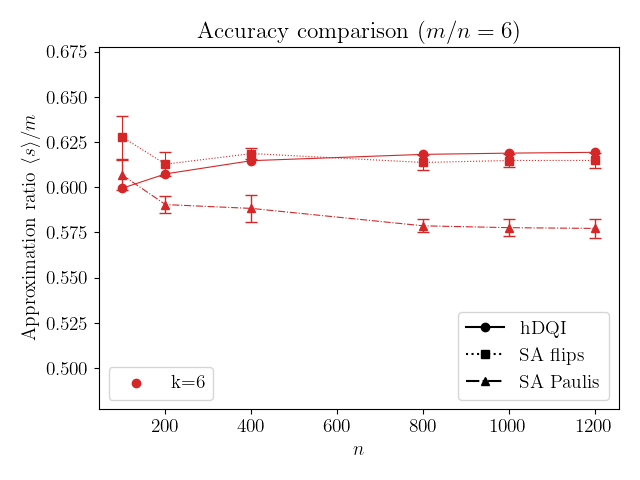 Accuracy comparison (m/n = 6)
Approximation ratio ⟨s⟩/m
0.675
0.650
0.625
0.600
0.575
0.550
0.525
0.500
hDQI
SA flips
SA Paulis
k=6
200 400 600 800 1000 1200
n